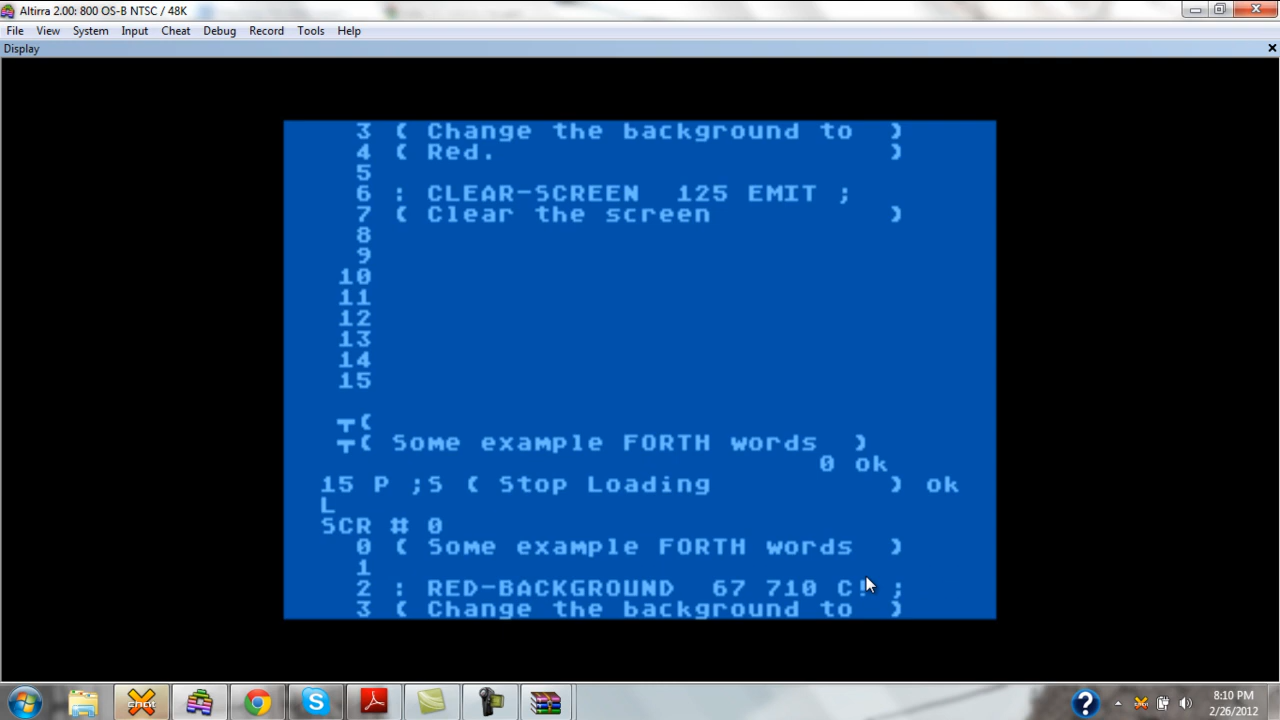 Altirra 2.00: 800 OS-B NTSC / 48K
File View System Input Cheat Debug Record Tools Help
Display
3 ( Change the background to )
4 ( Red. )
5
6 : CLEAR-SCREEN 125 EMIT ;
7 ( Clear the screen )
8
9
10
11
12
13
14
15
(
( Some example FORTH words )
0 ok
15 P ;S ( Stop Loading ) ok
L
SCR # 0
0 ( Some example FORTH words )
1
2 : RED-BACKGROUND 67 710 C! ;
3 ( Change the background to )
8:10 PM
2/26/2012